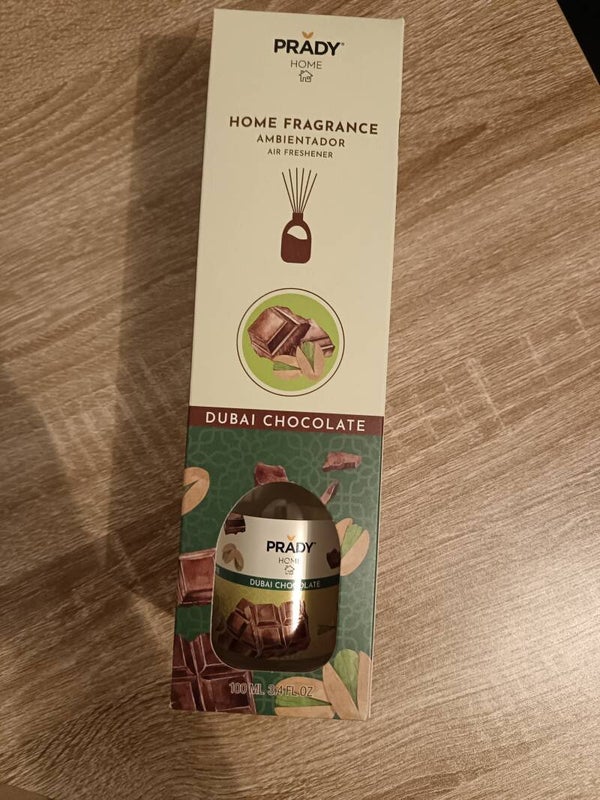 PRADY®
HOME
HOME FRAGRANCE
AMBIENTADOR
AIR FRESHENER
DUBAI CHOCOLATE
PRADY
HOME
DUBAI CHOCOLATE
100 ML 3.4 FL.OZ